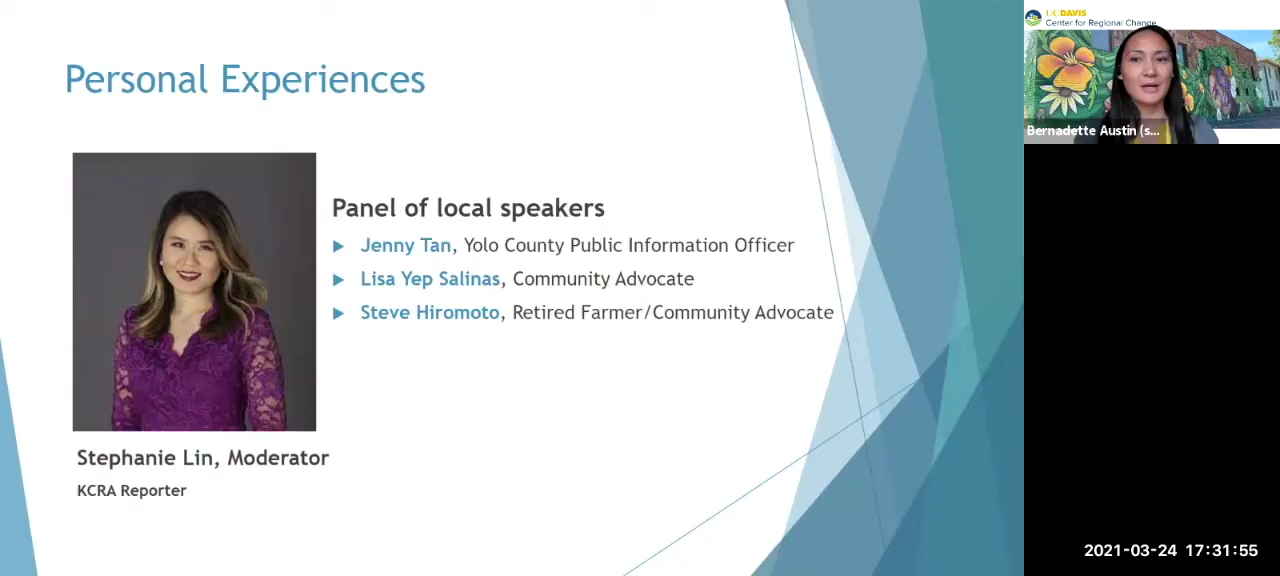 Personal Experiences
Panel of local speakers
Jenny Tan, Yolo County Public Information Officer
Lisa Yep Salinas, Community Advocate
Steve Hiromoto, Retired Farmer/Community Advocate
Stephanie Lin, Moderator
KCRA Reporter
UCDAVIS
Center for Regional Change
Bernadette Austin (s...
2021-03-24 17:31:55